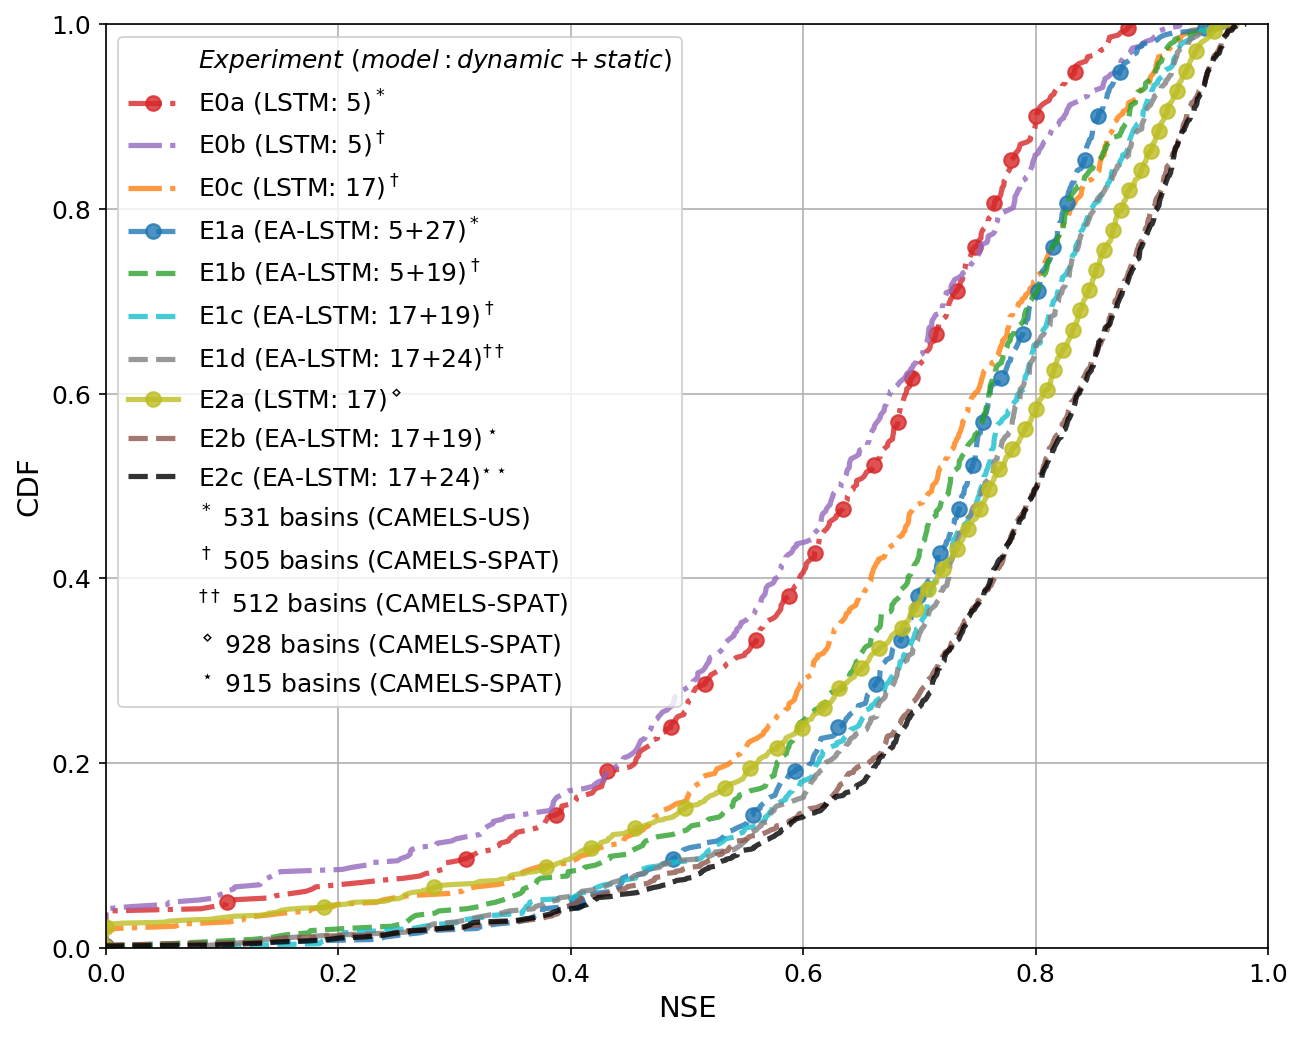 1.0
0.8
0.6
0.4
0.2
0.0
CDF
Experiment (model: dynamic + static)
E0a (LSTM: 5)*
E0b (LSTM: 5)†
E0c (LSTM: 17)†
E1a (EA-LSTM: 5+27)*
E1b (EA-LSTM: 5+19)†
E1c (EA-LSTM: 17+19)†
E1d (EA-LSTM: 17+24)††
E2a (LSTM: 17)⋄
E2b (EA-LSTM: 17+19)⋆
E2c (EA-LSTM: 17+24)⋆⋆
* 531 basins (CAMELS-US)
† 505 basins (CAMELS-SPAT)
†† 512 basins (CAMELS-SPAT)
⋄ 928 basins (CAMELS-SPAT)
⋆ 915 basins (CAMELS-SPAT)
0.0 0.2 0.4 0.6 0.8 1.0
NSE